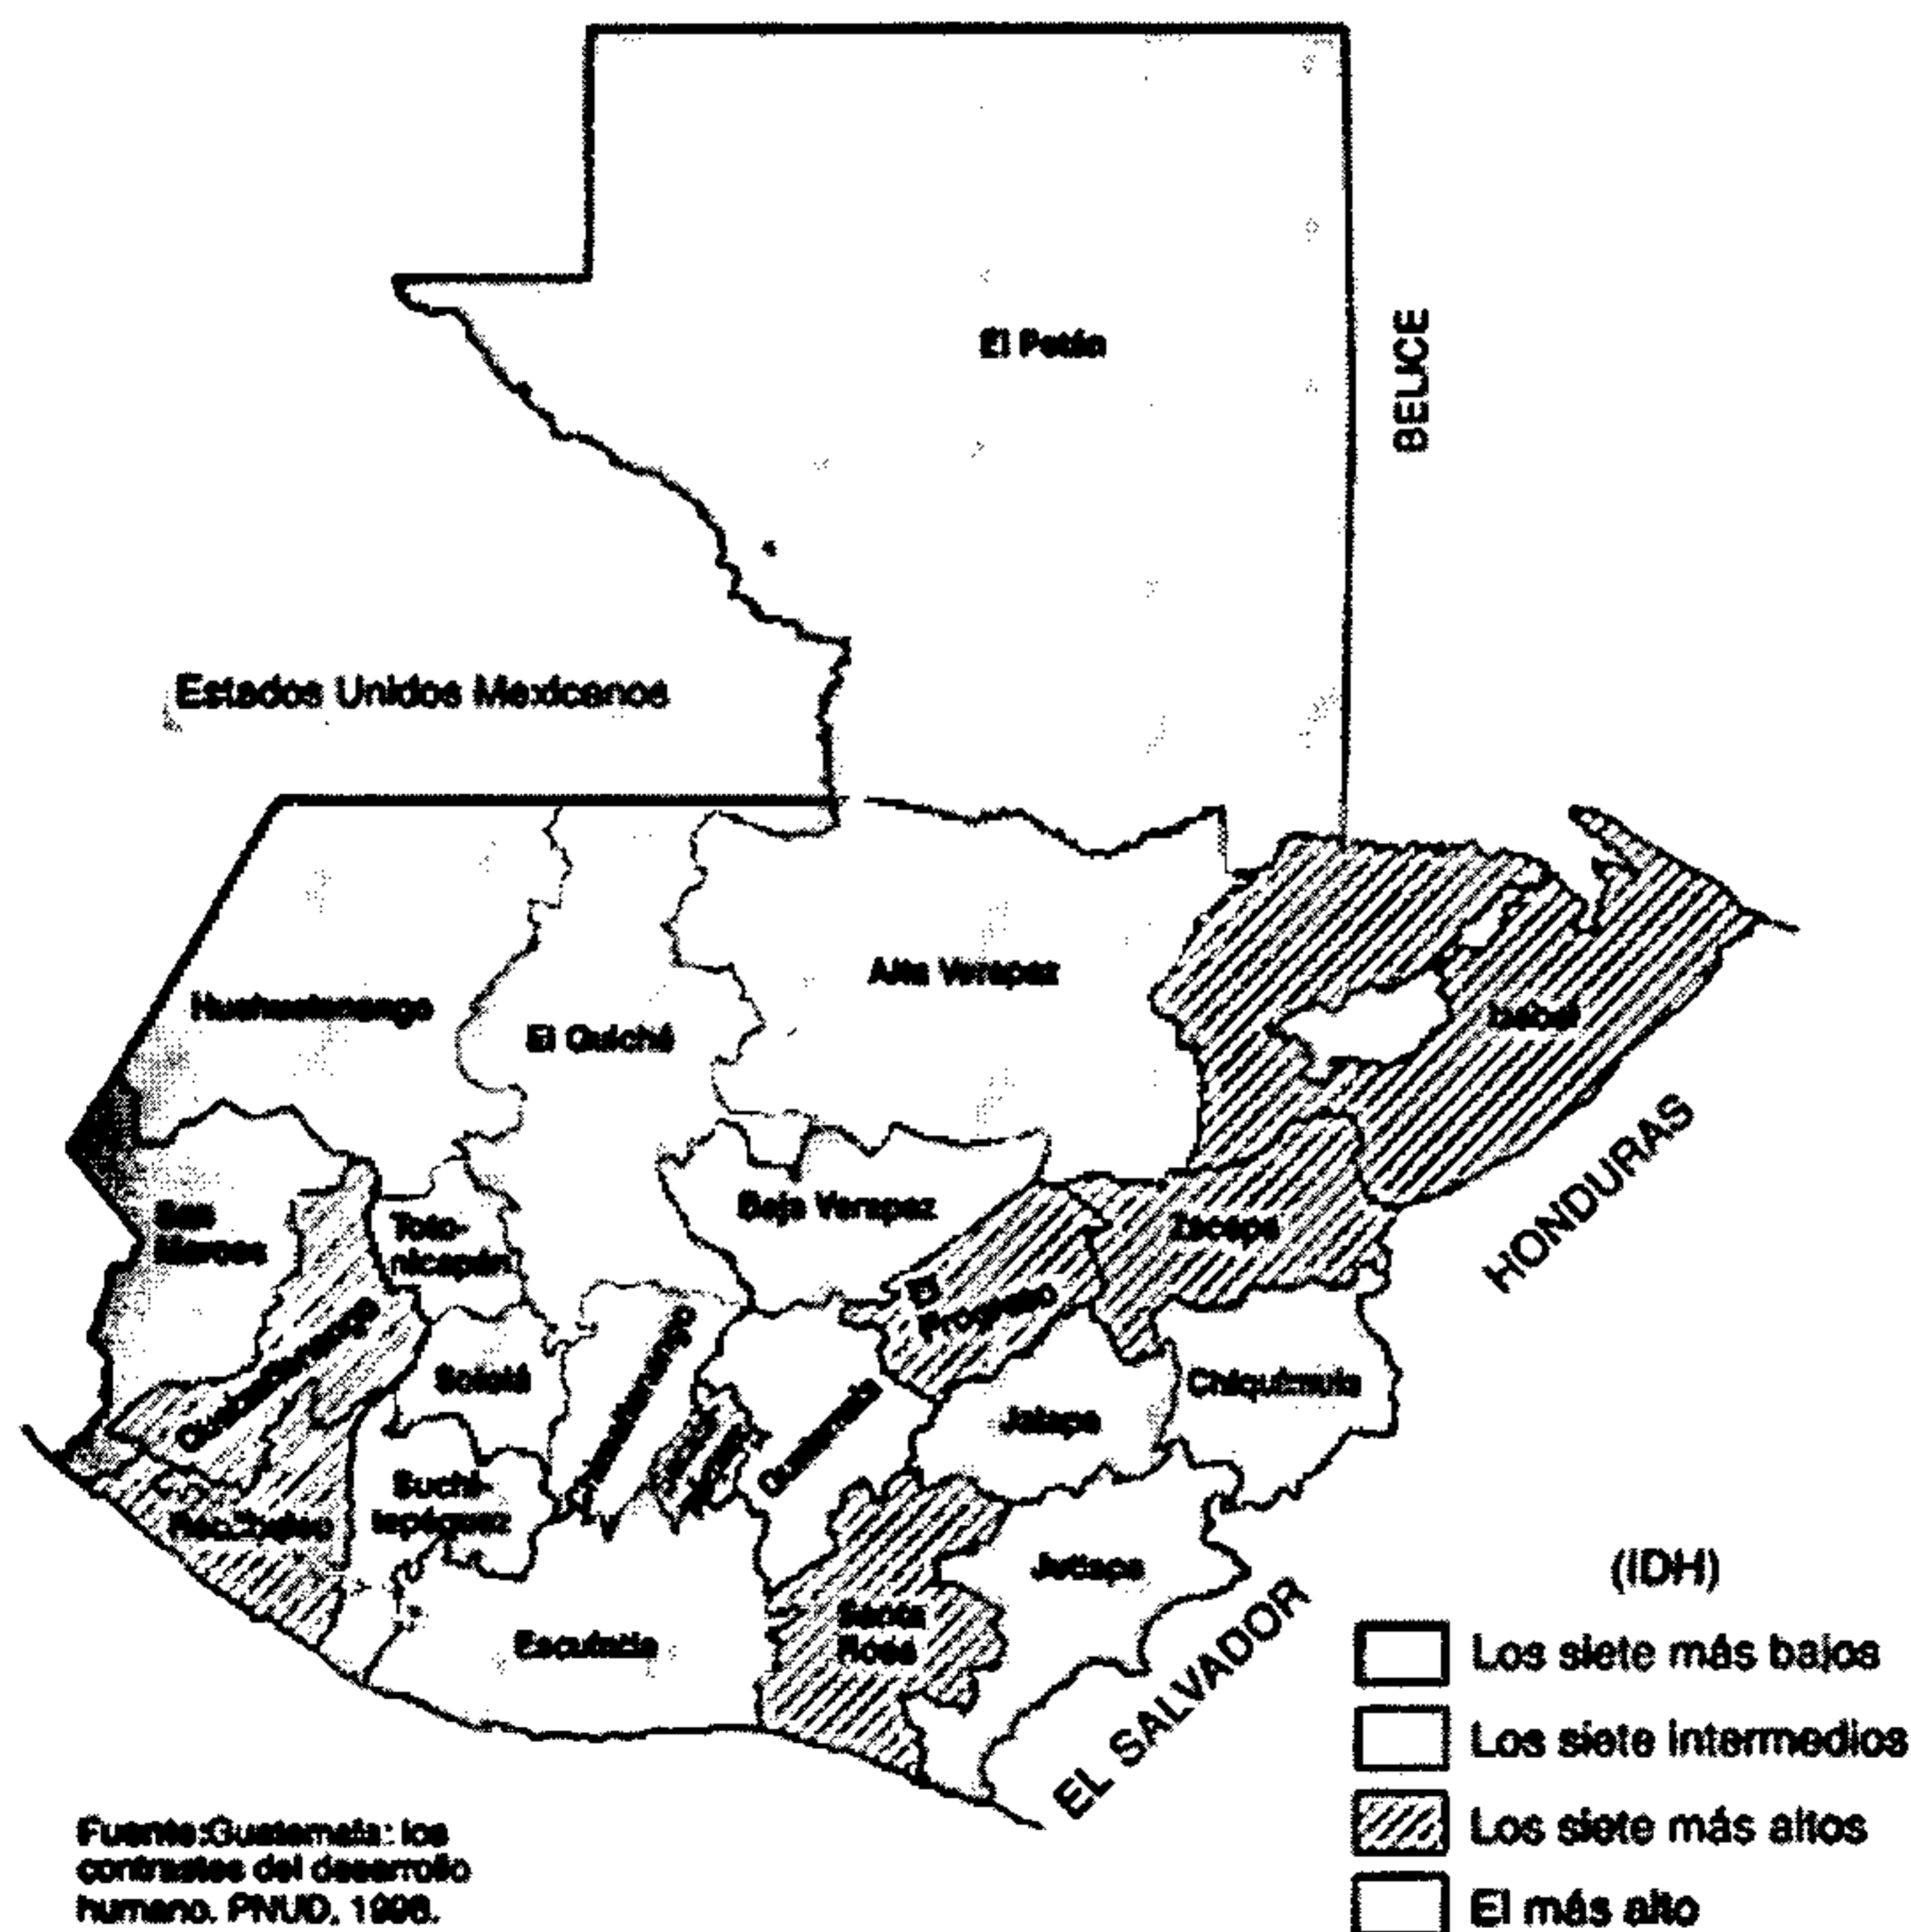 El Petén
BELICE
Estados Unidos Mexicanos
Alta Verapaz
Huehuetenango
El Quiché
Izabal
HONDURAS
San
Marcos
Toto-
nicapán
Baja Verapaz
Zacapa
El
Progreso
Quetzaltenango
Sololá
Chimaltenango
Guatemala
Jalapa
Chiquimula
Suchi-
tepéquez
Retalhuleu
Escuintla
Santa
Rosa
Jutiapa
EL SALVADOR
(IDH)
Los siete más bajos
Los siete intermedios
Los siete más altos
El más alto
Fuente:Guatemala: los
contrastes del desarrollo
humano. PNUD, 1998.